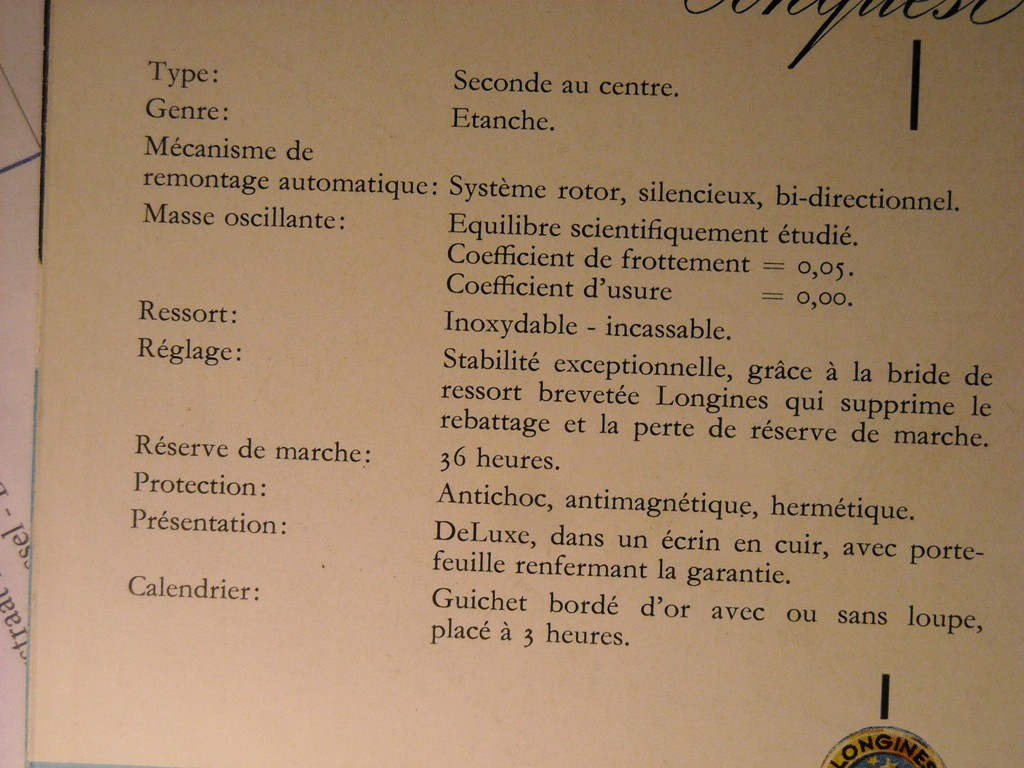 Conquest
Type: Seconde au centre.
Genre: Etanche.
Mécanisme de
remontage automatique: Système rotor, silencieux, bi-directionnel.
Masse oscillante: Equilibre scientifiquement étudié.
Coefficient de frottement = 0,05.
Coefficient d'usure = 0,00.
Ressort: Inoxydable - incassable.
Réglage: Stabilité exceptionnelle, grâce à la bride de
ressort brevetée Longines qui supprime le
rebattage et la perte de réserve de marche.
Réserve de marche: 36 heures.
Protection: Antichoc, antimagnétique, hermétique.
Présentation: DeLuxe, dans un écrin en cuir, avec porte-
feuille renfermant la garantie.
Calendrier: Guichet bordé d'or avec ou sans loupe,
placé à 3 heures.
LONGINES